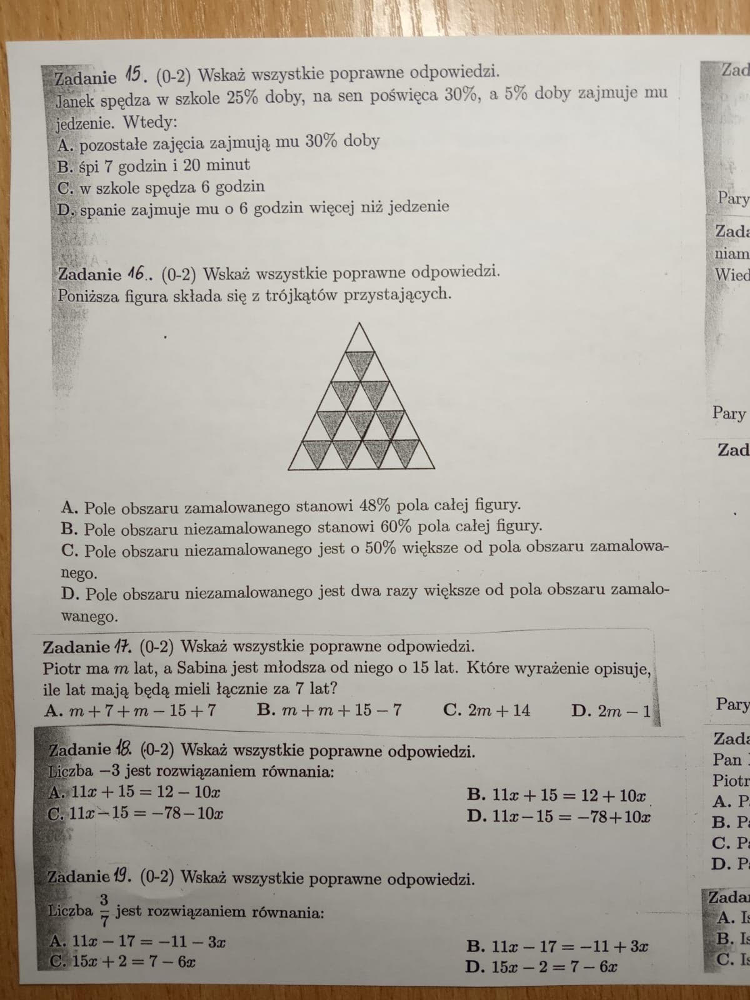 Zadanie 15. (0-2) Wskaż wszystkie poprawne odpowiedzi.
Janek spędza w szkole 25% doby, na sen poświęca 30%, a 5% doby zajmuje mu
jedzenie. Wtedy:
A. pozostałe zajęcia zajmują mu 30% doby
B. śpi 7 godzin i 20 minut
C. w szkole spędza 6 godzin
D. spanie zajmuje mu o 6 godzin więcej niż jedzenie
Zadanie 16.. (0-2) Wskaż wszystkie poprawne odpowiedzi.
Poniższa figura składa się z trójkątów przystających.
A. Pole obszaru zamalowanego stanowi 48% pola całej figury.
B. Pole obszaru niezamalowanego stanowi 60% pola całej figury.
C. Pole obszaru niezamalowanego jest o 50% większe od pola obszaru zamalowa-
nego.
D. Pole obszaru niezamalowanego jest dwa razy większe od pola obszaru zamalo-
wanego.
Zadanie 17. (0-2) Wskaż wszystkie poprawne odpowiedzi.
Piotr ma m lat, a Sabina jest młodsza od niego o 15 lat. Które wyrażenie opisuje,
ile lat mają będą mieli łącznie za 7 lat?
A. m + 7 + m − 15 + 7 B. m + m + 15 − 7 C. 2m + 14 D. 2m − 1
Zadanie 18. (0-2) Wskaż wszystkie poprawne odpowiedzi.
Liczba −3 jest rozwiązaniem równania:
A. 11x + 15 = 12 − 10x B. 11x + 15 = 12 + 10x
C. 11x − 15 = −78 − 10x D. 11x − 15 = −78 + 10x
Zadanie 19. (0-2) Wskaż wszystkie poprawne odpowiedzi.
Liczba 3/7 jest rozwiązaniem równania:
A. 11x − 17 = −11 − 3x B. 11x − 17 = −11 + 3x
C. 15x + 2 = 7 − 6x D. 15x − 2 = 7 − 6x
Zad
Pary
Zada
niam
Wied
Pary
Zad
Pary
Zada
Pan
Piotr
A. P
B. Pa
C. Pa
D. Pa
Zadan
A. Is
B. Is
C. Is